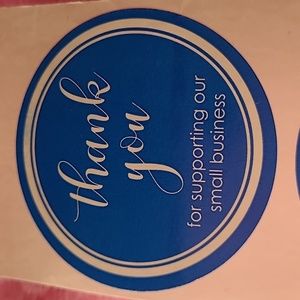 thank
you
for supporting our
small business